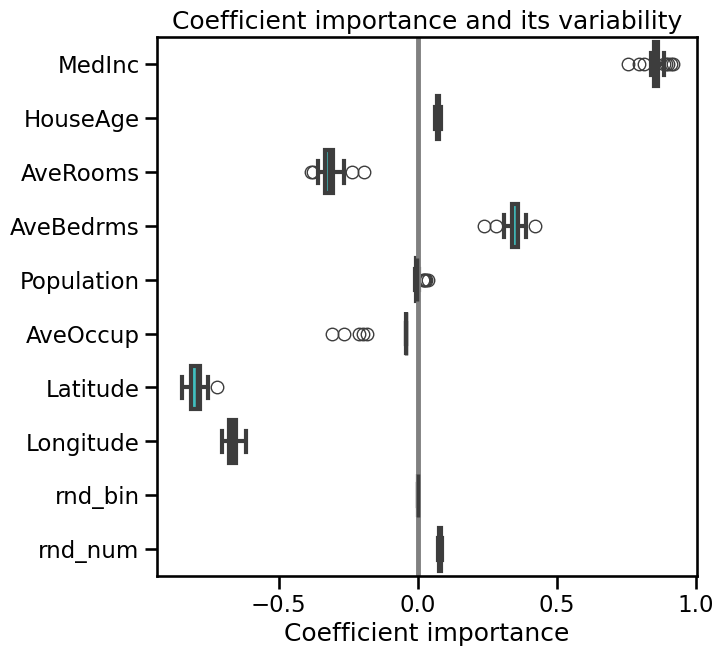 Coefficient importance and its variability
MedInc
HouseAge
AveRooms
AveBedrms
Population
AveOccup
Latitude
Longitude
rnd_bin
rnd_num
−0.5 0.0 0.5 1.0
Coefficient importance